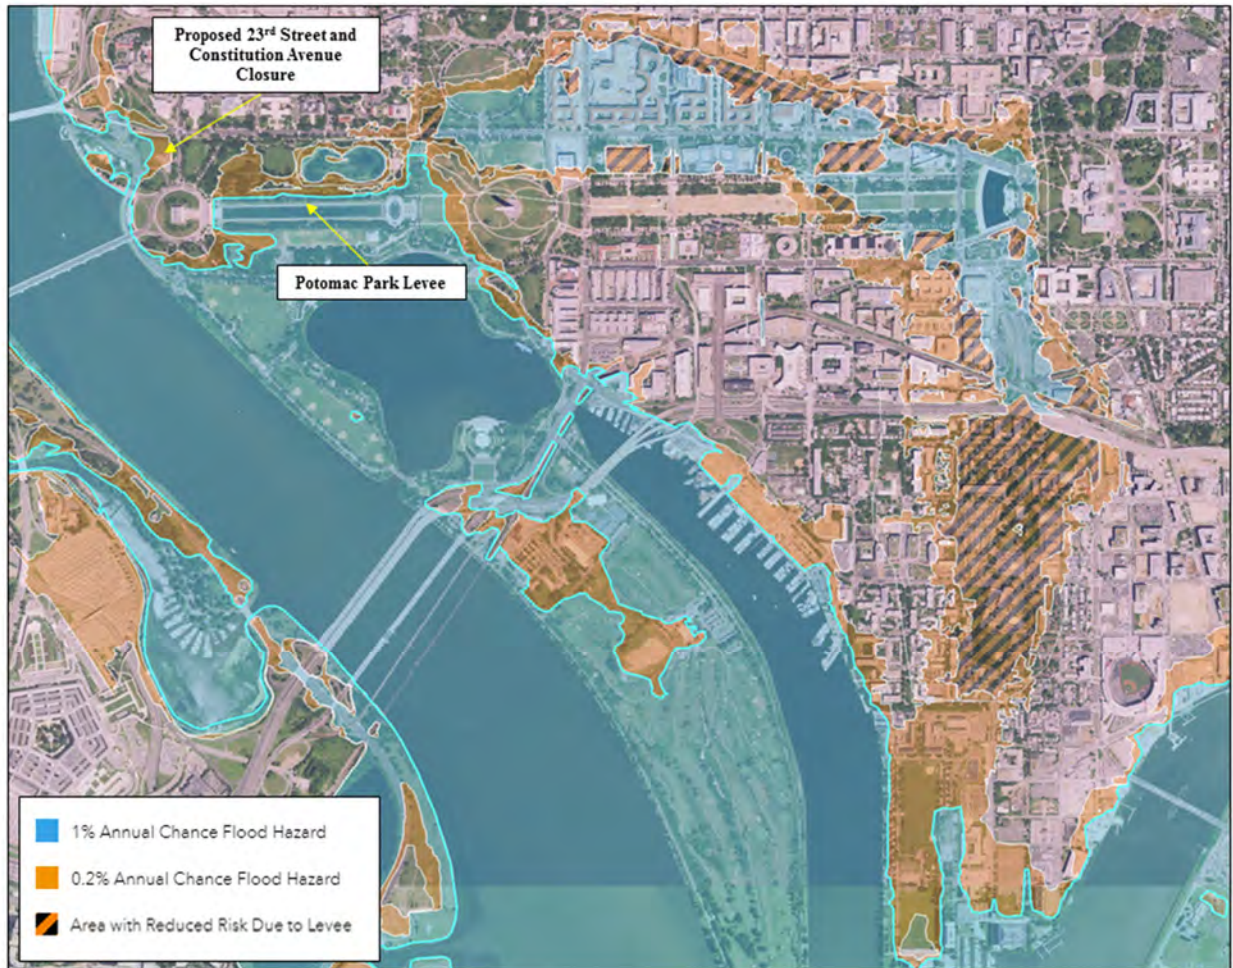 Proposed 23rd Street and
Constitution Avenue
Closure
Potomac Park Levee
1% Annual Chance Flood Hazard
0.2% Annual Chance Flood Hazard
Area with Reduced Risk Due to Levee